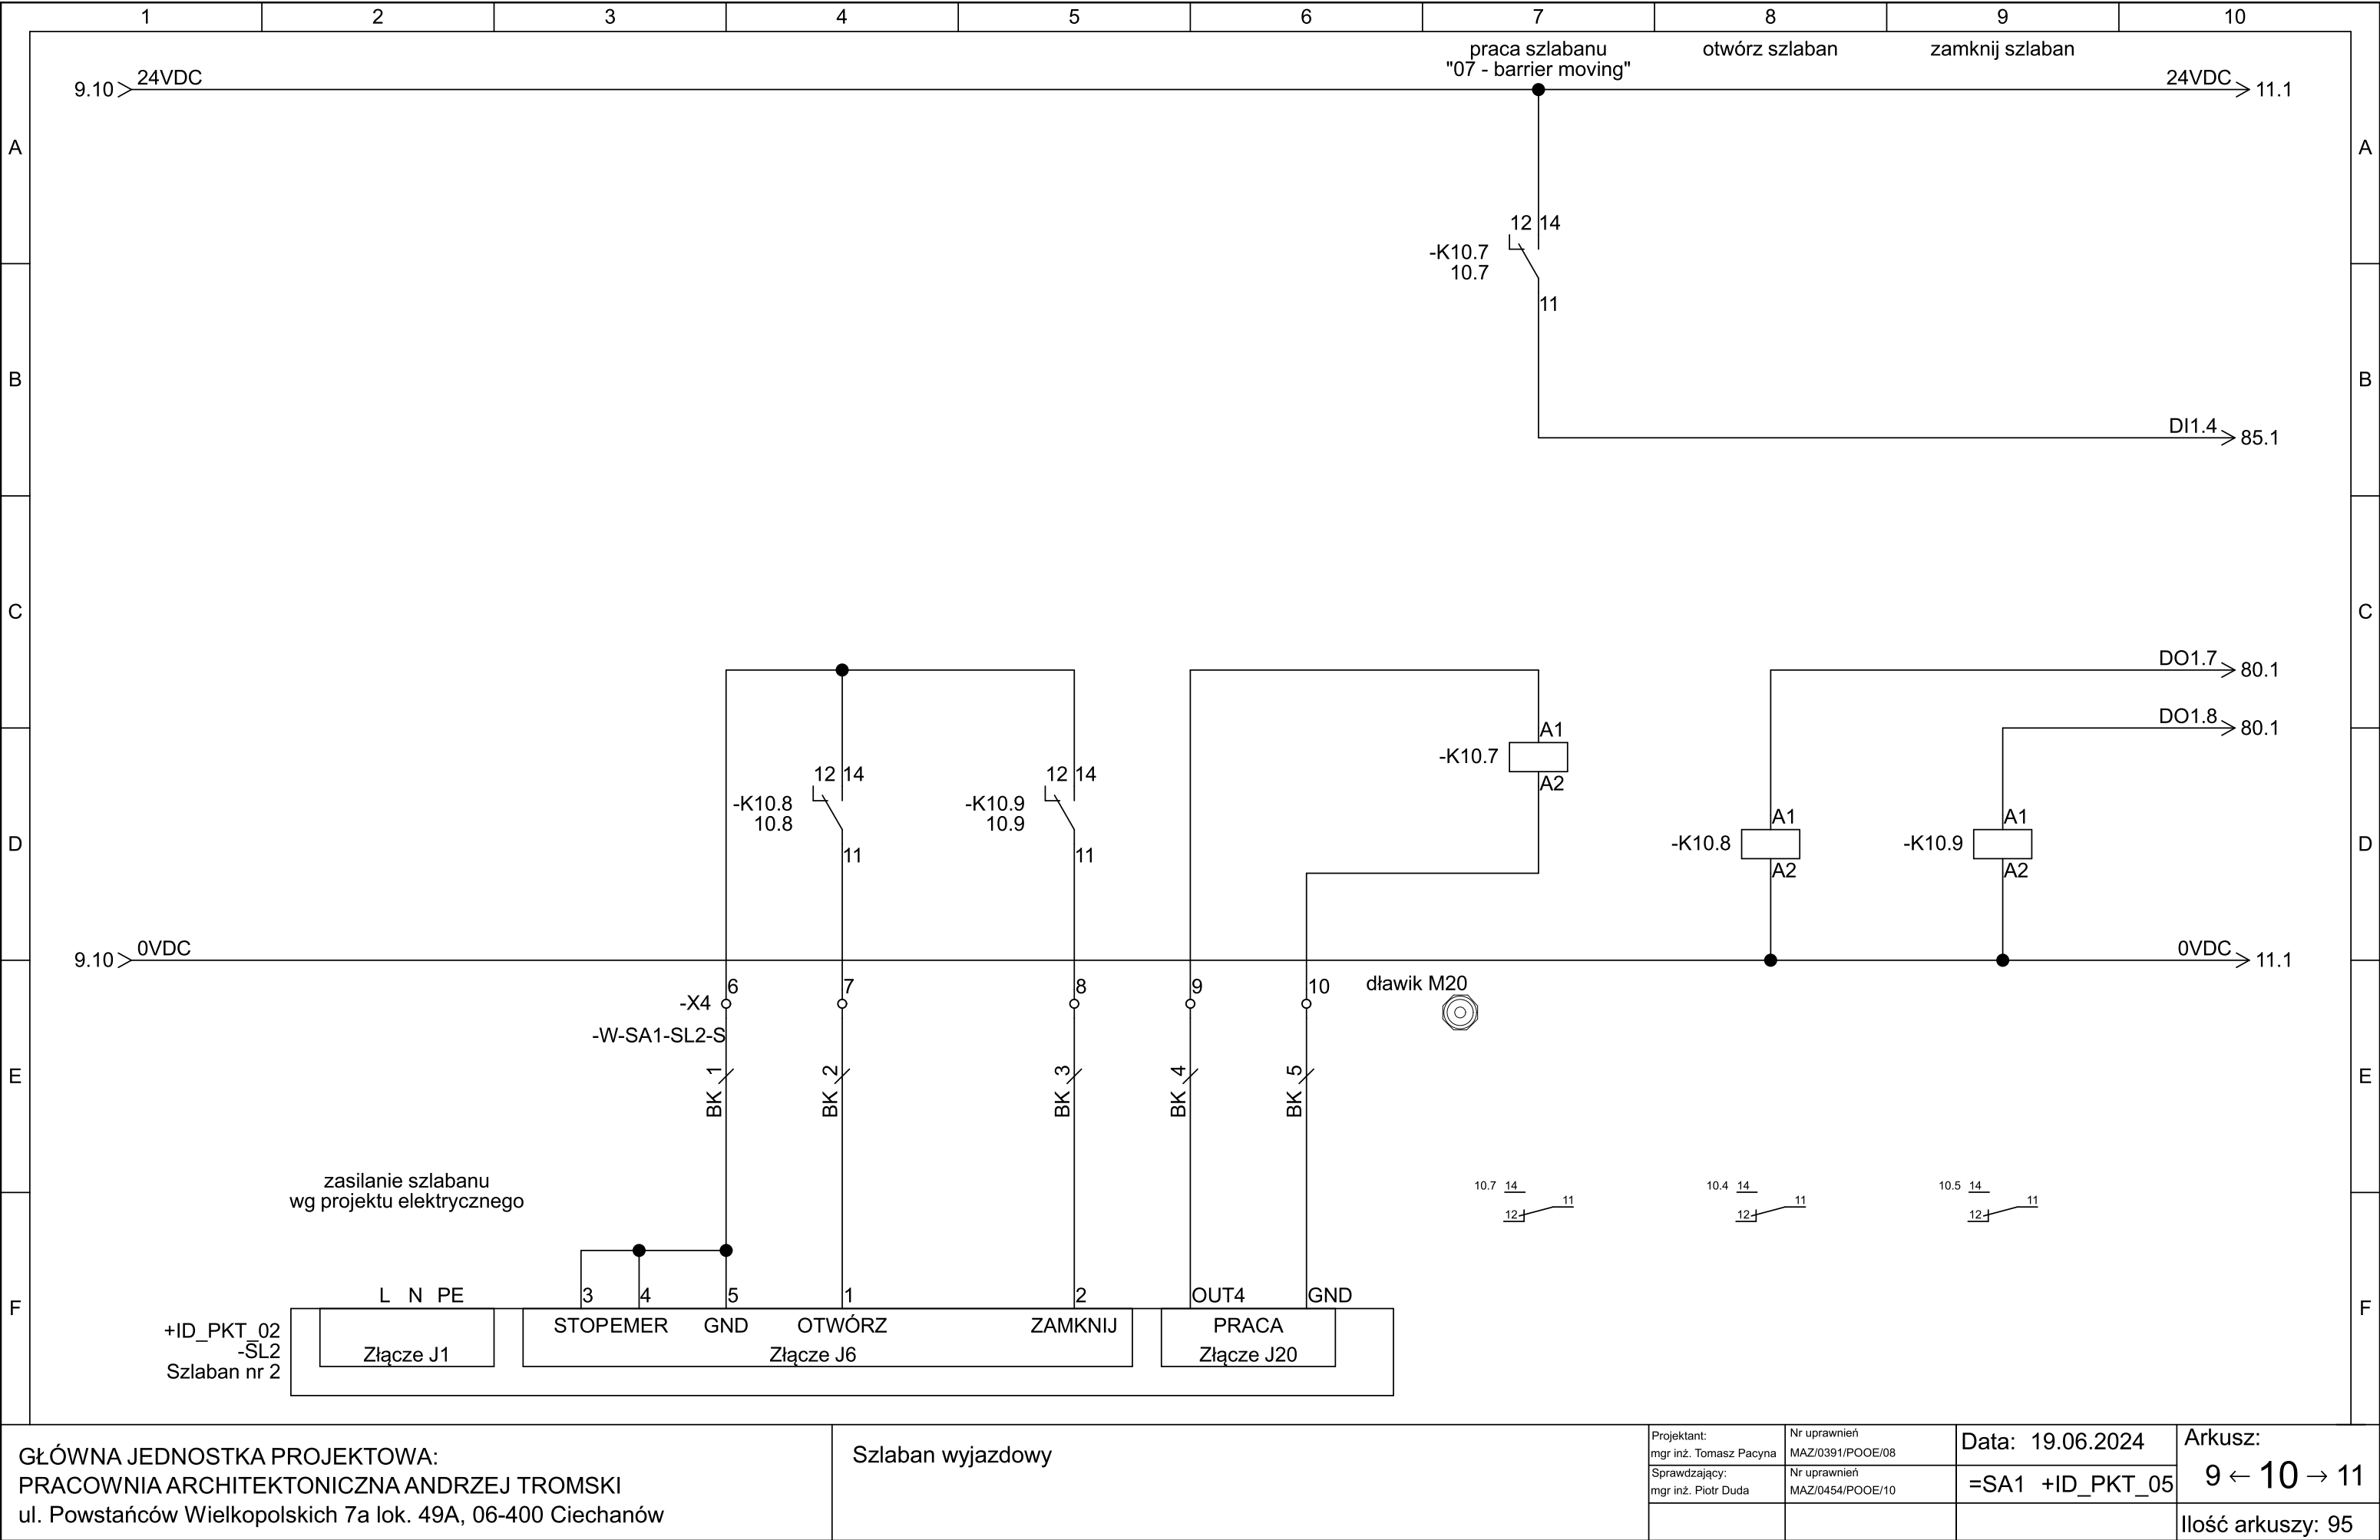 1 2 3 4 5 6 7 8 9 10
praca szlabanu otwórz szlaban zamknij szlaban
"07 - barrier moving"
24VDC 24VDC
9.10 11.1
A A
12 14
-K10.7
10.7
11
B B
DI1.4
85.1
C C
DO1.7
80.1
DO1.8
80.1
A1
-K10.7
A2
12 14 12 14
-K10.8 -K10.9
10.8 10.9
11 11
A1 A1
-K10.8 -K10.9
A2 A2
D D
0VDC 0VDC
9.10 11.1
6 7 8 9 10 dławik M20
-X4
-W-SA1-SL2-S
E E
BK 1 BK 2 BK 3 BK 4 BK 5
zasilanie szlabanu
wg projektu elektrycznego
10.7 14 10.4 14 10.5 14
11 11 11
12 12 12
L N PE 3 4 5 1 2 OUT4 GND
F F
+ID_PKT_02
-SL2
Szlaban nr 2
STOPEMER GND OTWÓRZ ZAMKNIJ PRACA
Złącze J1 Złącze J6 Złącze J20
GŁÓWNA JEDNOSTKA PROJEKTOWA:
PRACOWNIA ARCHITEKTONICZNA ANDRZEJ TROMSKI
ul. Powstańców Wielkopolskich 7a lok. 49A, 06-400 Ciechanów
Szlaban wyjazdowy
Projektant:
mgr inż. Tomasz Pacyna
Nr uprawnień
MAZ/0391/POOE/08
Sprawdzający:
mgr inż. Piotr Duda
Nr uprawnień
MAZ/0454/POOE/10
Data: 19.06.2024
=SA1 +ID_PKT_05
Arkusz:
9 ← 10 → 11
Ilość arkuszy: 95